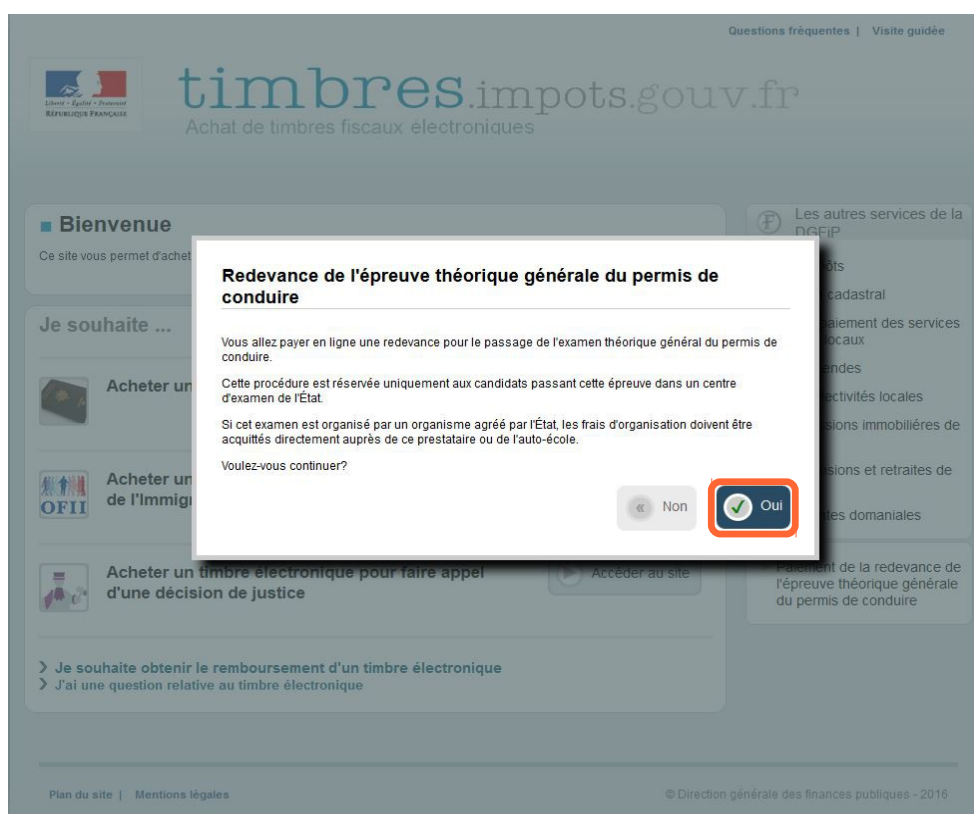 Questions fréquentes | Visite guidée
Liberté • Égalité • Fraternité
RÉPUBLIQUE FRANÇAISE
timbres.impots.gouv.fr
Achat de timbres fiscaux électroniques
Bienvenue
Ce site vous permet d'achet
Les autres services de la
DGFiP
cadastral
aiement des services
ocaux
ectivités locales
sions immobilières de
sions et retraites de
tes domaniales
Paiement de la redevance de
l'épreuve théorique générale
du permis de conduire
Redevance de l'épreuve théorique générale du permis de
conduire
Vous allez payer en ligne une redevance pour le passage de l'examen théorique général du permis de
conduire.
Cette procédure est réservée uniquement aux candidats passant cette épreuve dans un centre
d'examen de l'État.
Si cet examen est organisé par un organisme agréé par l'État, les frais d'organisation doivent être
acquittés directement auprès de ce prestataire ou de l'auto-école.
Voulez-vous continuer?
Non
Oui
Je souhaite ...
Acheter un
OFII
Acheter un
de l'Immigr
Acheter un timbre électronique pour faire appel
d'une décision de justice
Accéder au site
Je souhaite obtenir le remboursement d'un timbre électronique
J'ai une question relative au timbre électronique
Plan du site | Mentions légales
© Direction générale des finances publiques - 2016